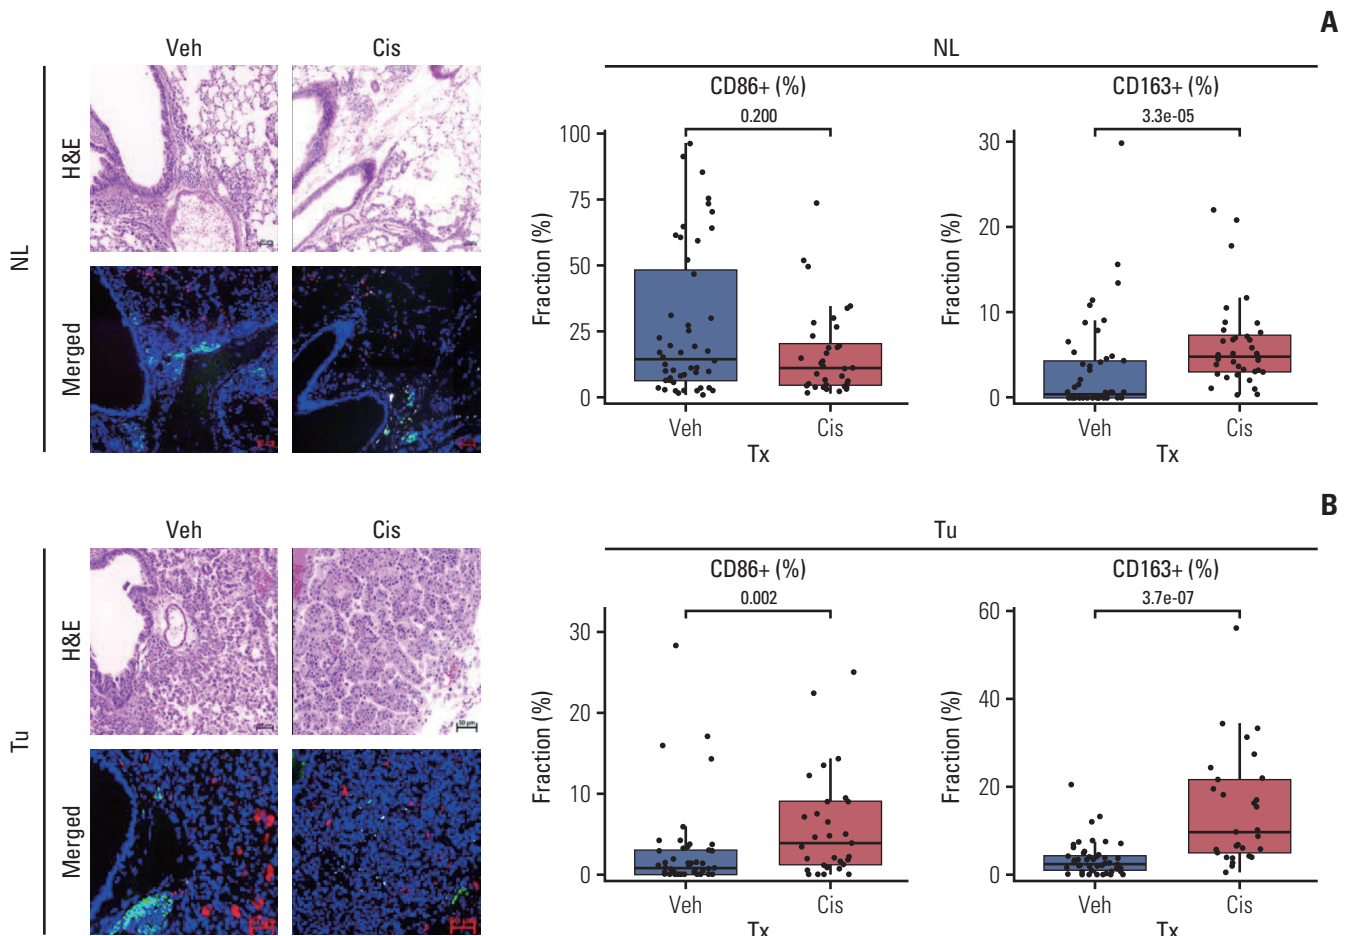 A
Veh Cis NL
CD86+ (%) CD163+ (%)
0.200 3.3e-05
NL
H&E
Merged
Fraction (%)
100
75
50
25
0
Veh Cis
Tx
Fraction (%)
30
20
10
0
Veh Cis
Tx
B
Veh Cis Tu
CD86+ (%) CD163+ (%)
0.002 3.7e-07
Tu
H&E
50 µm
Merged
Fraction (%)
30
20
10
0
Veh Cis
Tx
Fraction (%)
60
40
20
0
Veh Cis
Tx